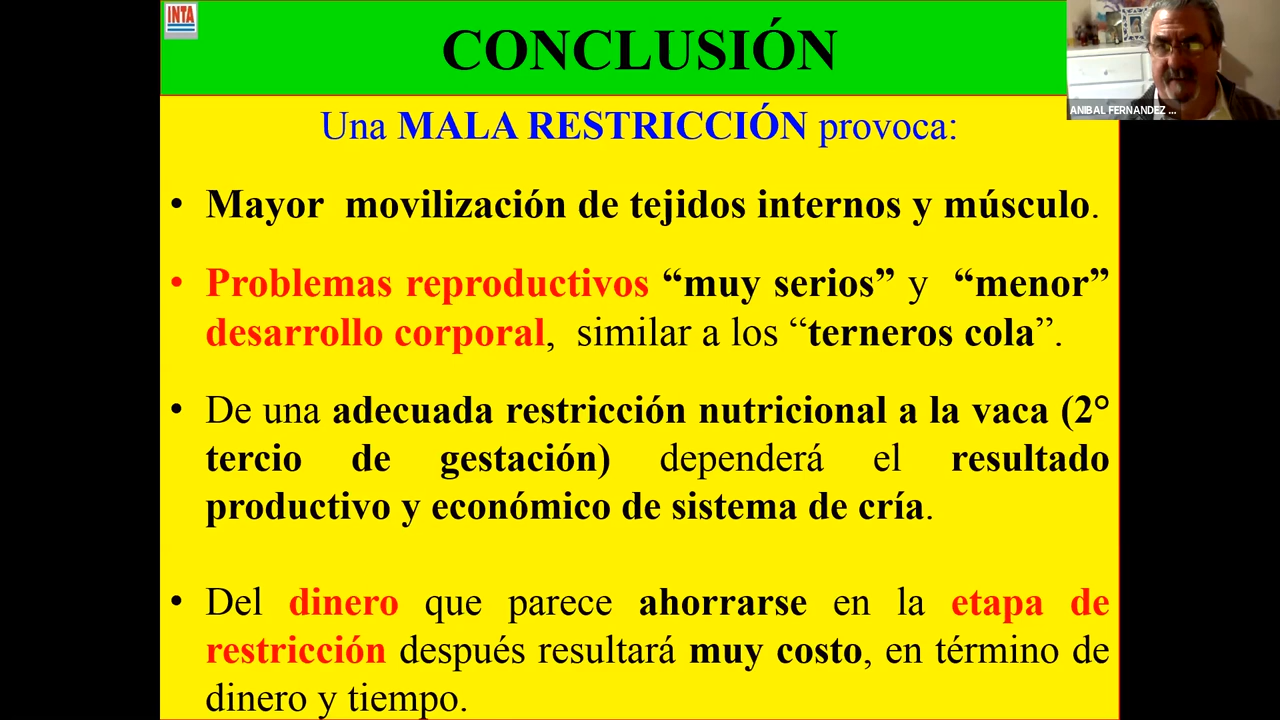 INTA
CONCLUSIÓN
ANIBAL FERNANDEZ ...
Una MALA RESTRICCIÓN provoca:
• Mayor movilización de tejidos internos y músculo.
• Problemas reproductivos “muy serios” y “menor”
desarrollo corporal, similar a los “terneros cola”.
• De una adecuada restricción nutricional a la vaca (2°
tercio de gestación) dependerá el resultado
productivo y económico de sistema de cría.
• Del dinero que parece ahorrarse en la etapa de
restricción después resultará muy costo, en término de
dinero y tiempo.